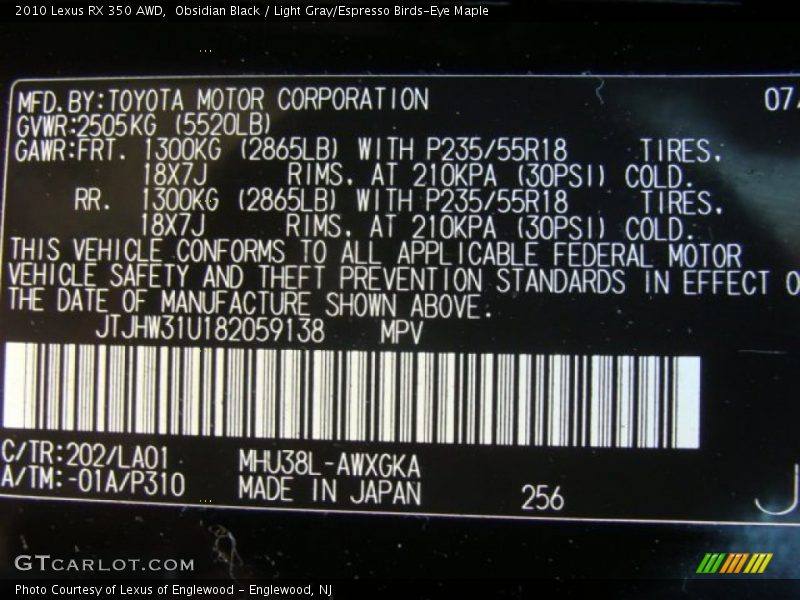 2010 Lexus RX 350 AWD,  Obsidian Black / Light Gray/Espresso Birds-Eye Maple
MFD.BY:TOYOTA MOTOR CORPORATION 07
GVWR:2505KG (5520LB)
GAWR:FRT. 1300KG (2865LB) WITH P235/55R18 TIRES.
18X7J RIMS. AT 210KPA (30PSI) COLD.
RR. 1300KG (2865LB) WITH P235/55R18 TIRES.
18X7J RIMS. AT 210KPA (30PSI) COLD.
THIS VEHICLE CONFORMS TO ALL APPLICABLE FEDERAL MOTOR
VEHICLE SAFETY AND THEFT PREVENTION STANDARDS IN EFFECT O
THE DATE OF MANUFACTURE SHOWN ABOVE.
JTJHW31U182059138 MPV
C/TR:202/LA01 MHU38L-AWXGKA
A/TM:-01A/P310 MADE IN JAPAN 256 J
GTCARLOT.COM
Photo Courtesy of Lexus of Englewood - Englewood, NJ